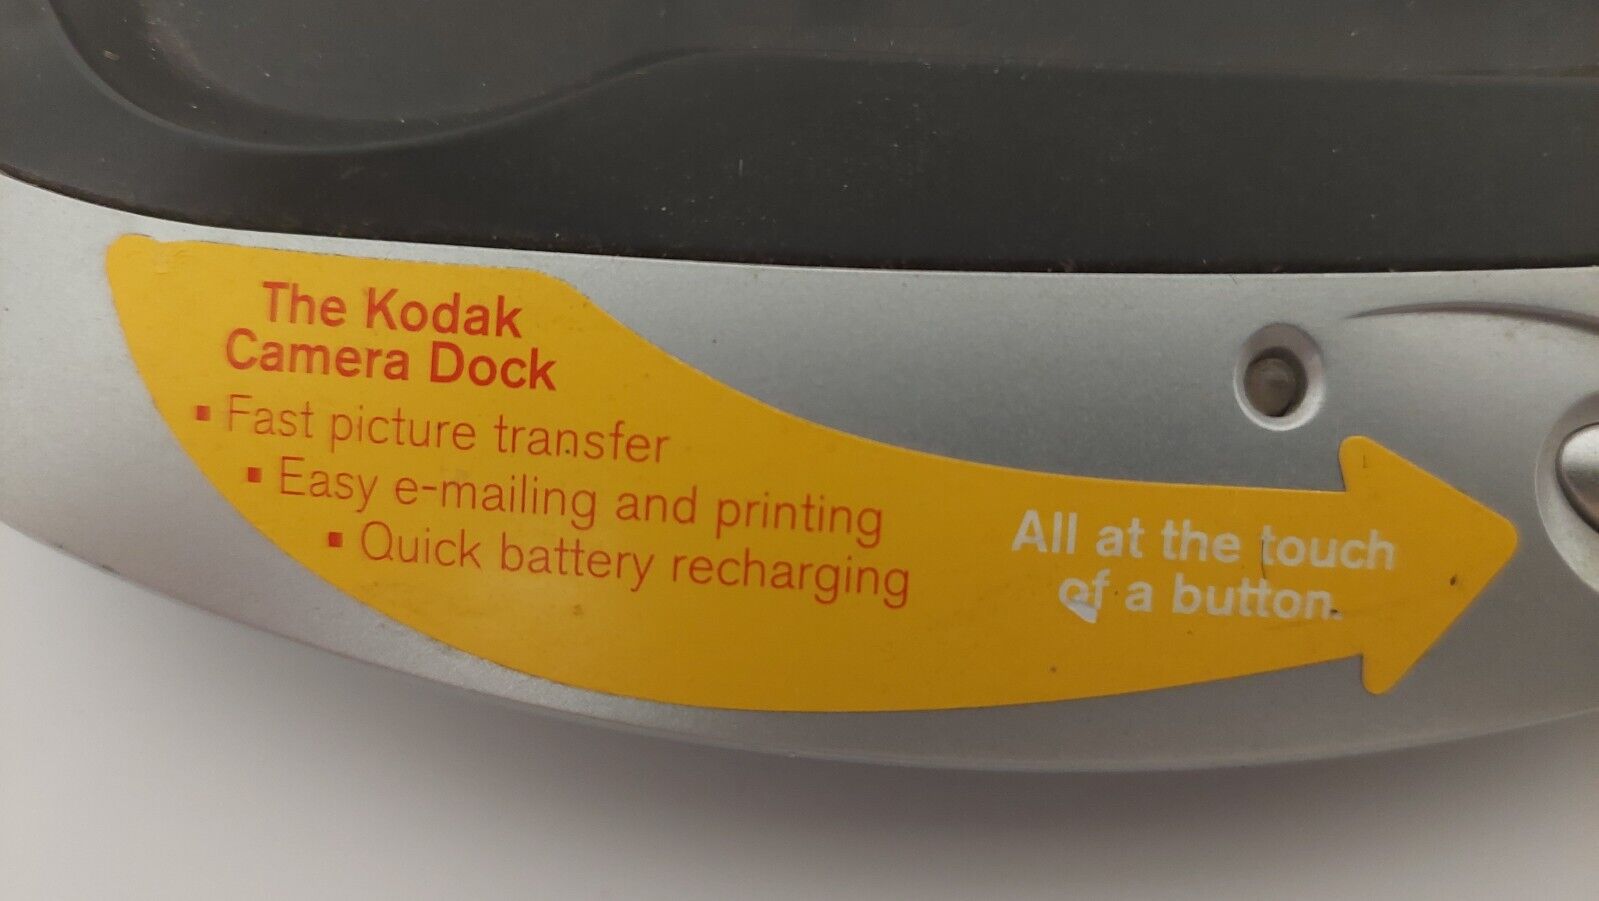 The Kodak
Camera Dock
▪ Fast picture transfer
▪ Easy e-mailing and printing
▪ Quick battery recharging
All at the touch
of a button.